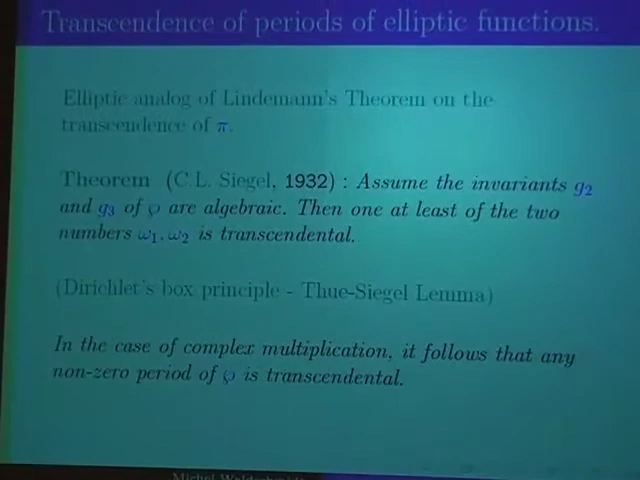 Transcendence of periods of elliptic functions.
Elliptic analog of Lindemann's Theorem on the
transcendence of π.
Theorem (C.L. Siegel, 1932) : Assume the invariants g₂
and g₃ of ℘ are algebraic. Then one at least of the two
numbers ω₁, ω₂ is transcendental.
(Dirichlet's box principle - Thue-Siegel Lemma)
In the case of complex multiplication, it follows that any
non-zero period of ℘ is transcendental.
Michel